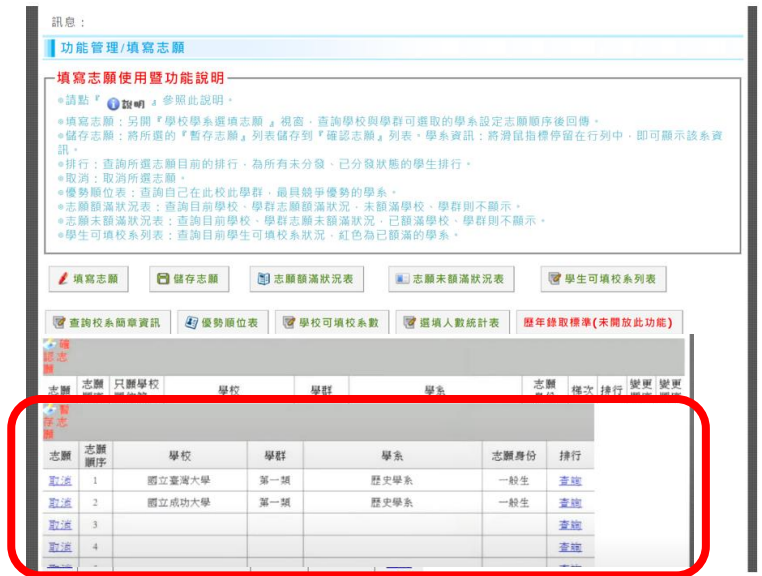 訊息：
功能管理/填寫志願
填寫志願使用暨功能說明
◎請點『 說明 』參照此說明。
◎填寫志願：另開『學校學系選填志願』視窗，查詢學校與學群可選取的學系設定志願順序後回傳。
◎儲存志願：將所選的『暫存志願』列表儲存到『確認志願』列表。學系資訊：將滑鼠指標停留在行列中，即可顯示該系資
訊。
◎排行：查詢所選志願目前的排行，為所有未分發，已分發狀態的學生排行。
◎取消：取消所選志願。
◎優勢順位表：查詢自己在此校此學群，最具競爭優勢的學系。
◎志願額滿狀況表：查詢目前學校、學群志願額滿狀況，未額滿學校、學群則不顯示。
◎志願未額滿狀況表：查詢目前學校、學群志願未額滿狀況，已額滿學校、學群則不顯示。
◎學生可填校系列表：查詢目前學生可填校系狀況，紅色為已額滿的學系。
填寫志願 儲存志願 志願額滿狀況表 志願未額滿狀況表 學生可填校系列表
查詢校系簡章資訊 優勢順位表 學校可填校系數 選填人數統計表 歷年錄取標準(未開放此功能)
確
認志
願
志願 志願 只願學校 學校 學群 學系 志願 梯次 排行 變更 變更
暫
存志
願
志願 志願順序 學校 學群 學系 志願身份 排行
取消 1 國立臺灣大學 第一類 歷史學系 一般生 查詢
取消 2 國立成功大學 第一類 歷史學系 一般生 查詢
取消 3 查詢
取消 4 查詢